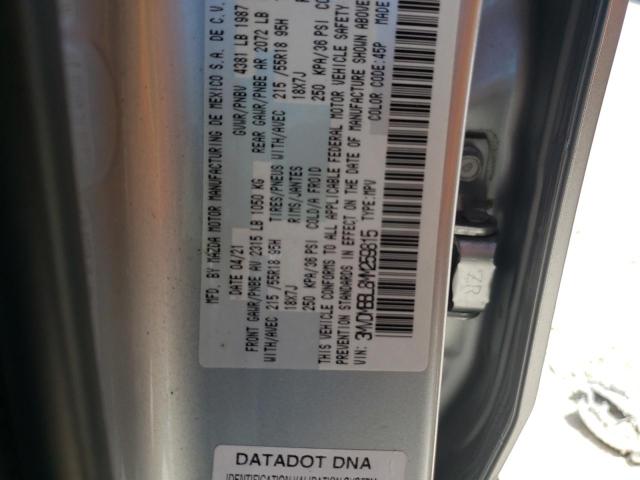 MFD. BY MAZDA MOTOR MANUFACTURING DE MEXICO S.A. DE C.V.
DATE 04/21 GVWR/PNBV 4381 LB 1987
FRONT GAWR/PNBE AV 2315 LB 1050 KG REAR GAWR/PNBE AR 2072 LB
WITH/AVEC 215 /55R18 95H TIRES/PNEUS WITH/AVEC 215 /55R18 95H
18X7J RIMS/JANTES 18X7J
250 KPA/36 PSI COLD/A FROID 250 KPA/36 PSI CO
THIS VEHICLE CONFORMS TO ALL APPLICABLE FEDERAL MOTOR VEHICLE SAFETY
PREVENTION STANDARDS IN EFFECT ON THE DATE OF MANUFACTURE SHOWN ABOVE
VIN: TYPE:MPV COLOR CODE:45P MADE
ZR
DATADOT DNA